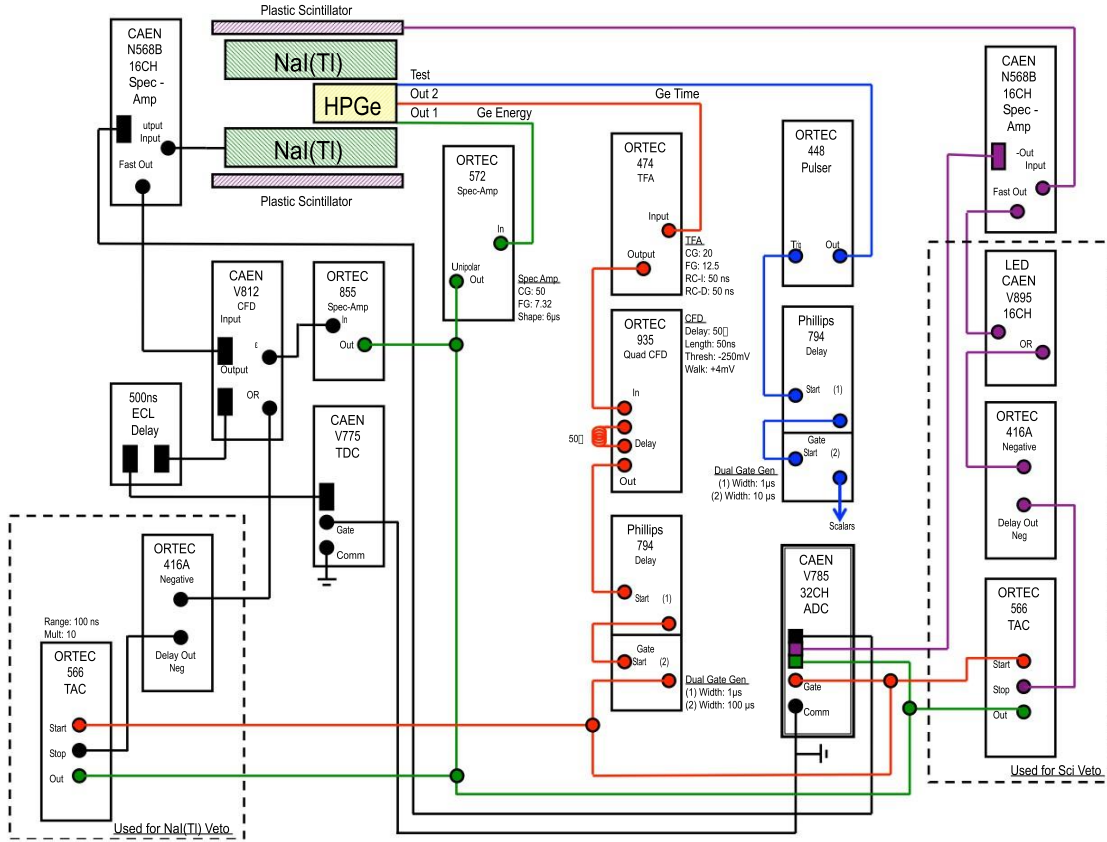 Plastic Scintillator
NaI(Tl)
HPGe
NaI(Tl)
Plastic Scintillator
Test
Out 2
Ge Time
Out 1
Ge Energy
CAEN
N568B
16CH
Spec -
Amp
utput
Input
Fast Out
CAEN
N568B
16CH
Spec -
Amp
-Out
Input
Fast Out
ORTEC
572
Spec-Amp
In
Unipolar
Out
Spec Amp
CG: 50
FG: 7.32
Shape: 6µs
ORTEC
474
TFA
Input
Output
TFA
CG: 20
FG: 12.5
RC-I: 50 ns
RC-D: 50 ns
ORTEC
448
Pulser
Out
CAEN
V812
CFD
Input
Output
OR
ORTEC
855
Spec-Amp
In
Out
ORTEC
935
Quad CFD
In
Delay
Out
50
CFD
Delay: 50
Length: 50ns
Thresh: -250mV
Walk: +4mV
Phillips
794
Delay
Start (1)
Gate
Start (2)
Dual Gate Gen
(1) Width: 1µs
(2) Width: 10 µs
Scalars
LED
CAEN
V895
16CH
OR
500ns
ECL
Delay
CAEN
V775
TDC
Gate
Comm
ORTEC
416A
Negative
Delay Out
Neg
ORTEC
416A
Negative
Delay Out
Neg
Range: 100 ns
Mult: 10
ORTEC
566
TAC
Start
Stop
Out
Used for NaI(Tl) Veto
Phillips
794
Delay
Start (1)
Gate
Start (2)
Dual Gate Gen
(1) Width: 1µs
(2) Width: 100 µs
CAEN
V785
32CH
ADC
Gate
Comm
ORTEC
566
TAC
Start
Stop
Out
Used for Sci Veto